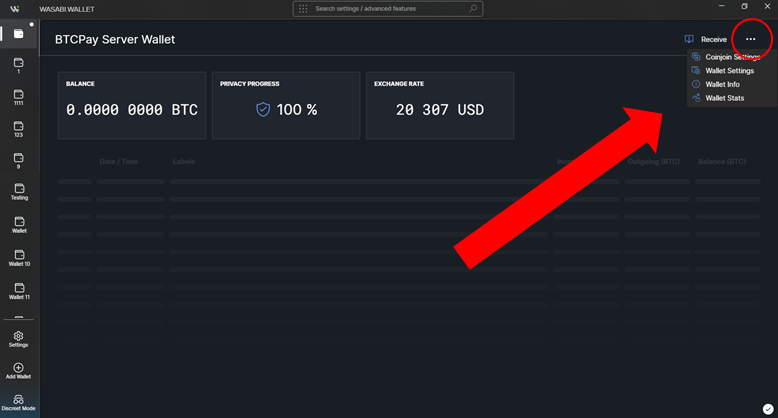 WASABI WALLET
Search settings / advanced features
BTCPay Server Wallet
Receive
Coinjoin Settings
Wallet Settings
Wallet Info
Wallet Stats
BALANCE
0.0000 0000 BTC
PRIVACY PROGRESS
100 %
EXCHANGE RATE
20 307 USD
Date / Time Labels Outgoing (BTC) Balance (BTC)
1
1111
123
9
Testing
Wallet
Wallet 10
Wallet 11
Settings
Add Wallet
Discreet Mode